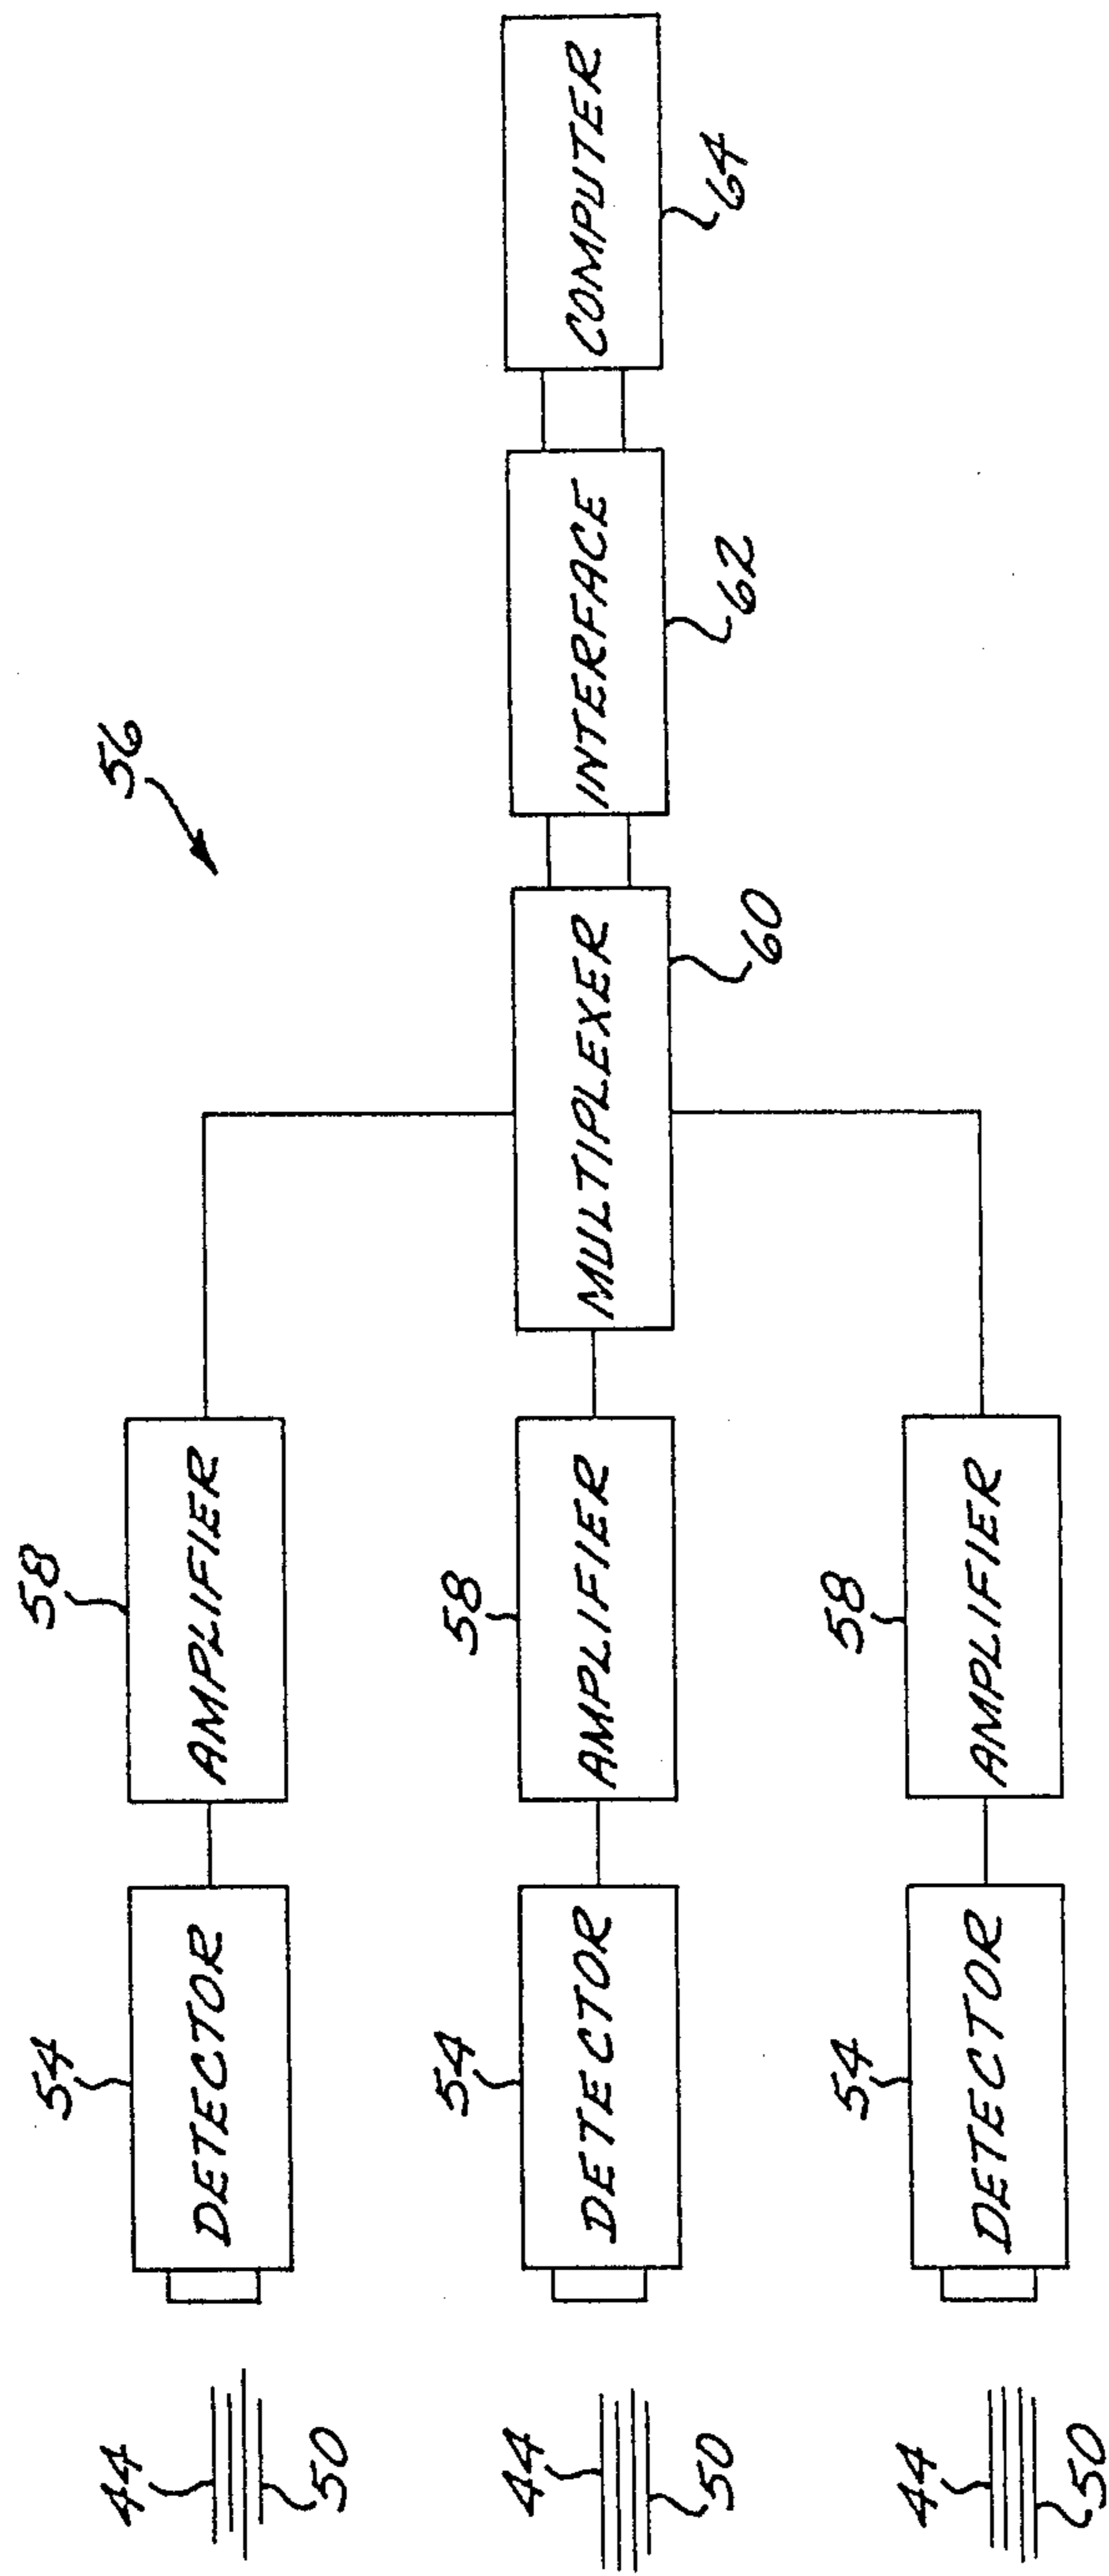 56
44
50
54
DETECTOR
58
AMPLIFIER
44
50
54
DETECTOR
58
AMPLIFIER
MULTIPLEXER
60
INTERFACE
62
COMPUTER
64
44
50
54
DETECTOR
58
AMPLIFIER